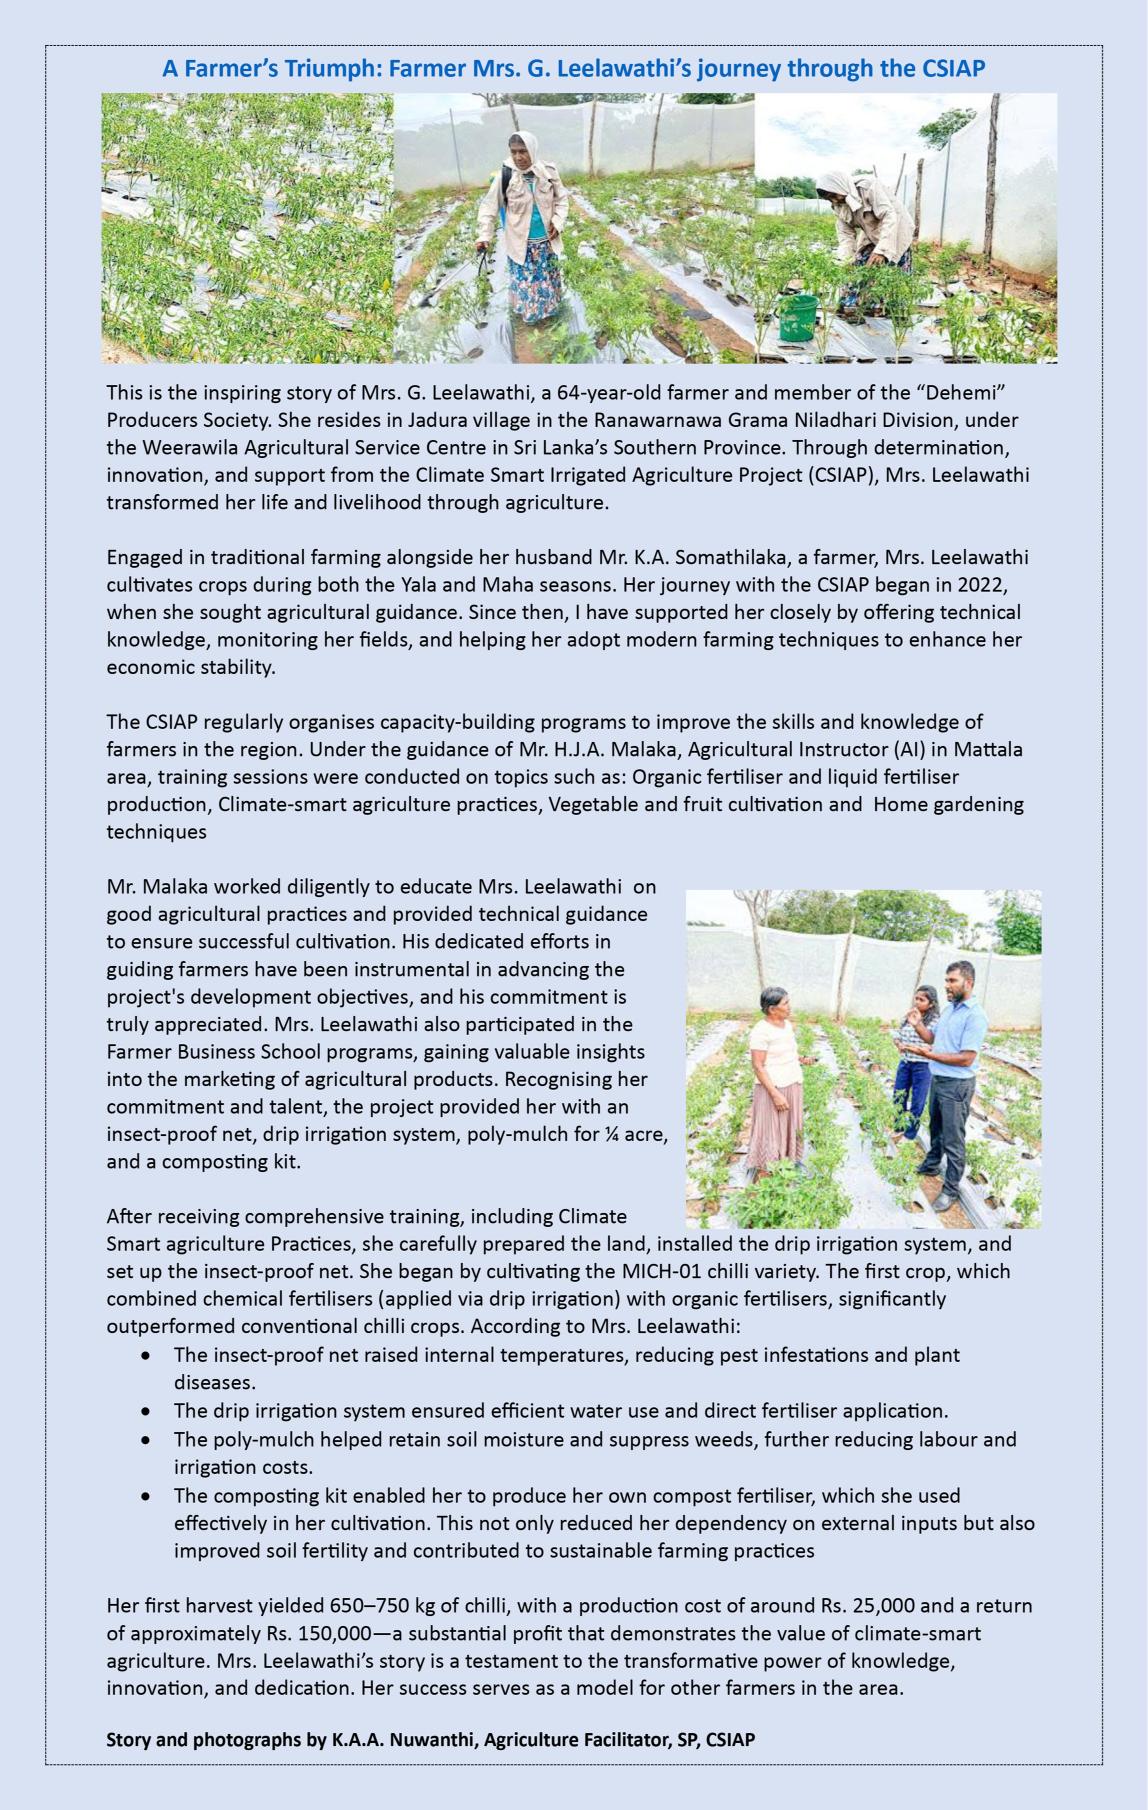 A Farmer’s Triumph: Farmer Mrs. G. Leelawathi’s journey through the CSIAP
This is the inspiring story of Mrs. G. Leelawathi, a 64-year-old farmer and member of the “Dehemi”
Producers Society. She resides in Jadura village in the Ranawarnawa Grama Niladhari Division, under
the Weerawila Agricultural Service Centre in Sri Lanka’s Southern Province. Through determination,
innovation, and support from the Climate Smart Irrigated Agriculture Project (CSIAP), Mrs. Leelawathi
transformed her life and livelihood through agriculture.
Engaged in traditional farming alongside her husband Mr. K.A. Somathilaka, a farmer, Mrs. Leelawathi
cultivates crops during both the Yala and Maha seasons. Her journey with the CSIAP began in 2022,
when she sought agricultural guidance. Since then, I have supported her closely by offering technical
knowledge, monitoring her fields, and helping her adopt modern farming techniques to enhance her
economic stability.
The CSIAP regularly organises capacity-building programs to improve the skills and knowledge of
farmers in the region. Under the guidance of Mr. H.J.A. Malaka, Agricultural Instructor (AI) in Mattala
area, training sessions were conducted on topics such as: Organic fertiliser and liquid fertiliser
production, Climate-smart agriculture practices, Vegetable and fruit cultivation and  Home gardening
techniques
Mr. Malaka worked diligently to educate Mrs. Leelawathi  on
good agricultural practices and provided technical guidance
to ensure successful cultivation. His dedicated efforts in
guiding farmers have been instrumental in advancing the
project's development objectives, and his commitment is
truly appreciated. Mrs. Leelawathi also participated in the
Farmer Business School programs, gaining valuable insights
into the marketing of agricultural products. Recognising her
commitment and talent, the project provided her with an
insect-proof net, drip irrigation system, poly-mulch for ¼ acre,
and a composting kit.
After receiving comprehensive training, including Climate
Smart agriculture Practices, she carefully prepared the land, installed the drip irrigation system, and
set up the insect-proof net. She began by cultivating the MICH-01 chilli variety. The first crop, which
combined chemical fertilisers (applied via drip irrigation) with organic fertilisers, significantly
outperformed conventional chilli crops. According to Mrs. Leelawathi:
• The insect-proof net raised internal temperatures, reducing pest infestations and plant
diseases.
• The drip irrigation system ensured efficient water use and direct fertiliser application.
• The poly-mulch helped retain soil moisture and suppress weeds, further reducing labour and
irrigation costs.
• The composting kit enabled her to produce her own compost fertiliser, which she used
effectively in her cultivation. This not only reduced her dependency on external inputs but also
improved soil fertility and contributed to sustainable farming practices
Her first harvest yielded 650–750 kg of chilli, with a production cost of around Rs. 25,000 and a return
of approximately Rs. 150,000—a substantial profit that demonstrates the value of climate-smart
agriculture. Mrs. Leelawathi’s story is a testament to the transformative power of knowledge,
innovation, and dedication. Her success serves as a model for other farmers in the area.
Story and photographs by K.A.A. Nuwanthi, Agriculture Facilitator, SP, CSIAP